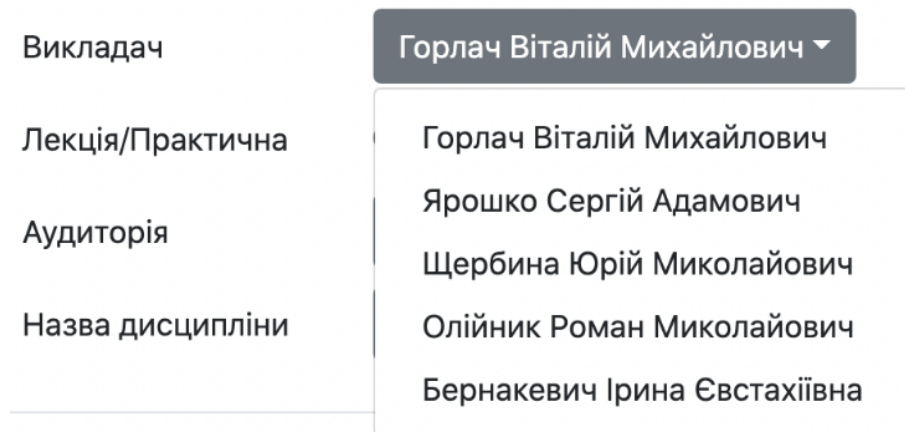 Викладач
Горлач Віталій Михайлович
Лекція/Практична
Горлач Віталій Михайлович
Ярошко Сергій Адамович
Аудиторія
Щербина Юрій Миколайович
Назва дисципліни
Олійник Роман Миколайович
Бернакевич Ірина Євстахіївна